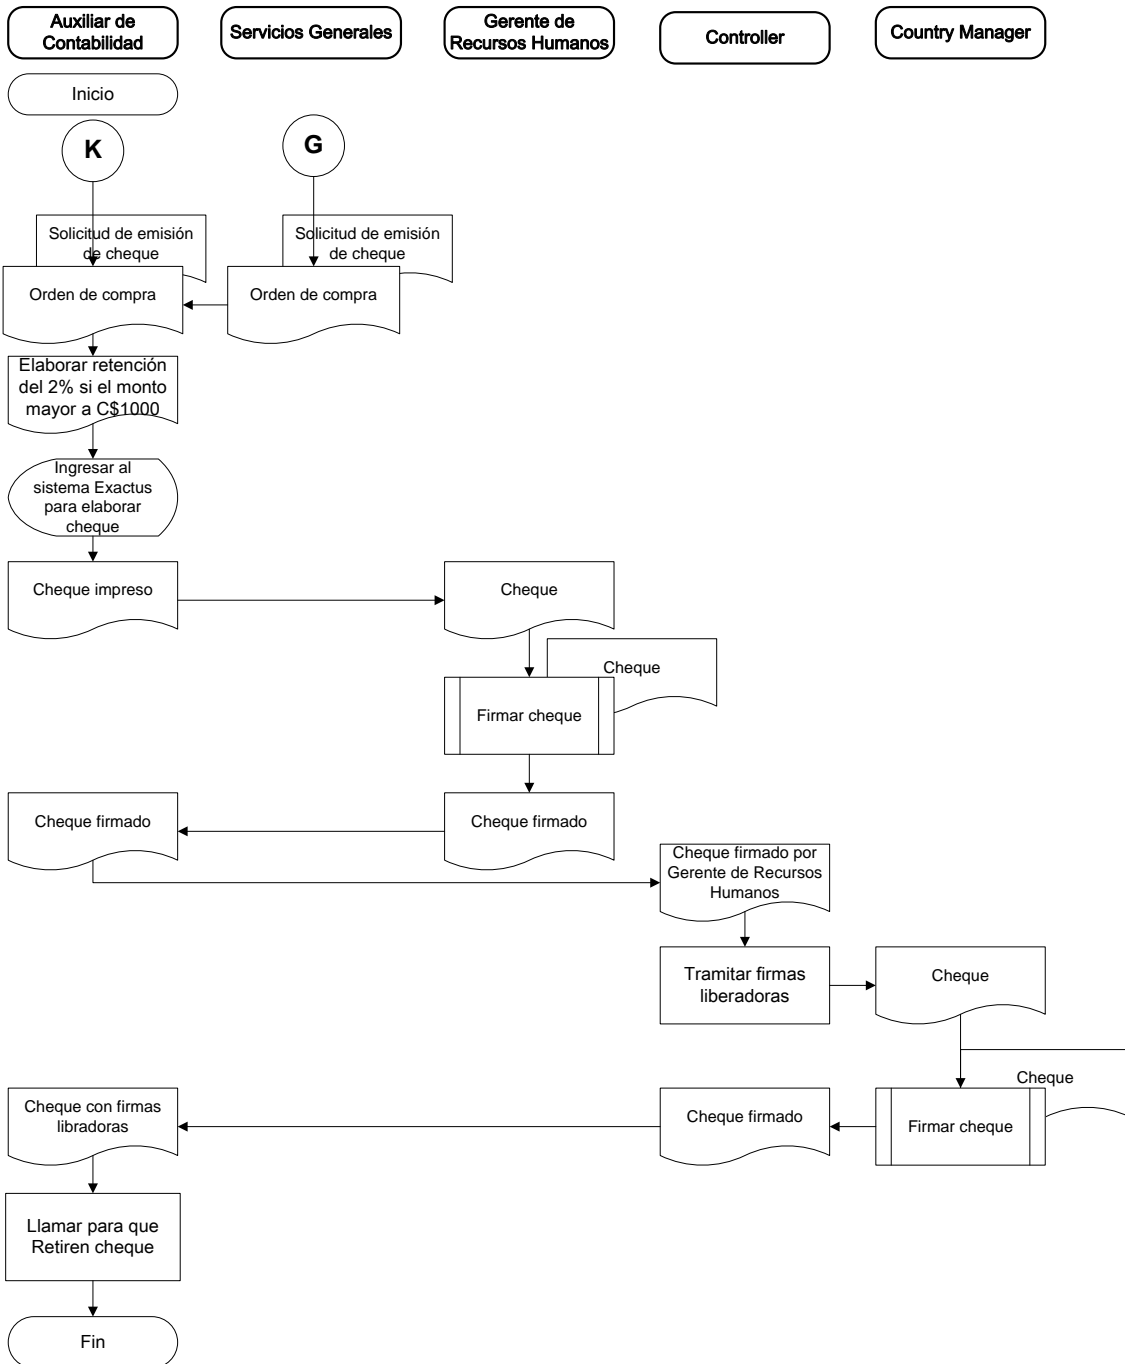 Auxiliar de
Contabilidad
Servicios Generales
Gerente de
Recursos Humanos
Controller
Country Manager
Inicio
K
G
Solicitud de emisión
de cheque
Solicitud de emisión
de cheque
Orden de compra
Orden de compra
Elaborar retención
del 2% si el monto
mayor a C$1000
Ingresar al
sistema Exactus
para elaborar
cheque
Cheque impreso
Cheque
Cheque
Firmar cheque
Cheque firmado
Cheque firmado
Cheque firmado por
Gerente de Recursos
Humanos
Tramitar firmas
liberadoras
Cheque
Cheque
Cheque con firmas
libradoras
Cheque firmado
Firmar cheque
Llamar para que
Retiren cheque
Fin